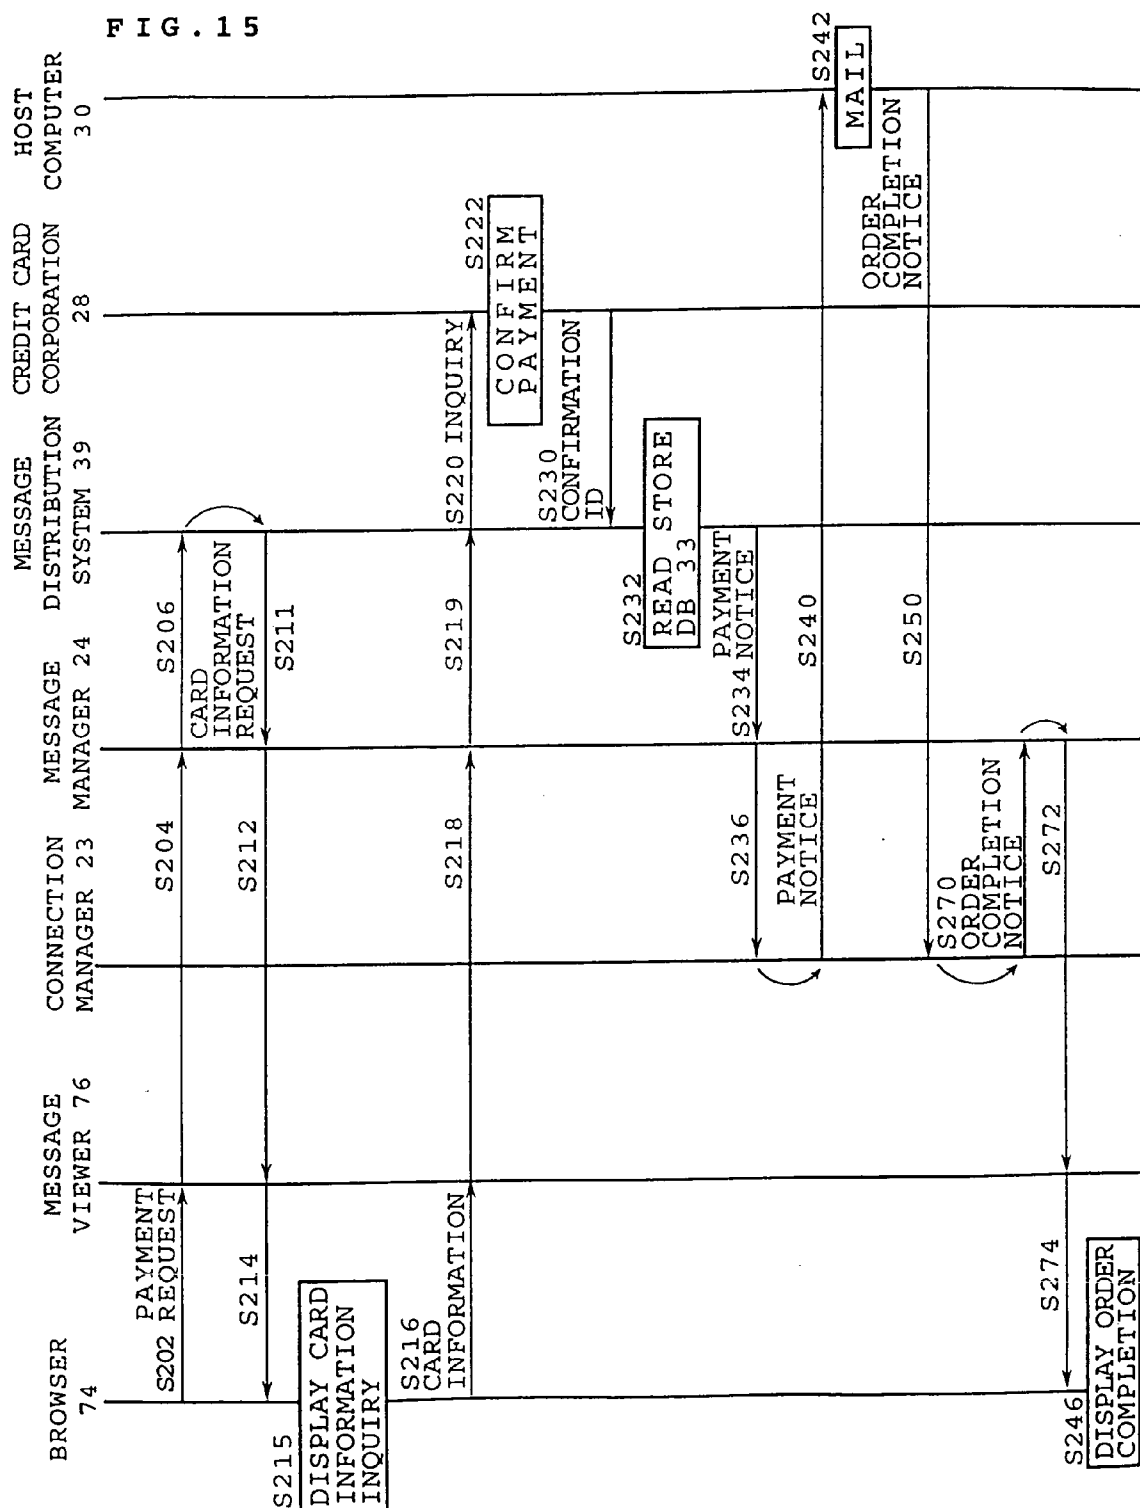 FIG.15
BROWSER
74
MESSAGE
VIEWER 76
CONNECTION
MANAGER 23
MESSAGE
MANAGER 24
MESSAGE
DISTRIBUTION
SYSTEM 39
CREDIT CARD
CORPORATION
28
HOST
COMPUTER
30
PAYMENT
S202 REQUEST
S204
S206
CARD
INFORMATION
REQUEST
S211
S212
S214
S215
DISPLAY CARD
INFORMATION
INQUIRY
S216
CARD
INFORMATION
S218
S219
S220 INQUIRY
S222
CONFIRM
PAYMENT
S230
CONFIRMATION
ID
S232
READ STORE
DB 33
PAYMENT
S234 NOTICE
S236
PAYMENT
NOTICE
S240
S242
MAIL
ORDER
COMPLETION
NOTICE
S250
S270
ORDER
COMPLETION
NOTICE
S272
S274
S246
DISPLAY ORDER
COMPLETION